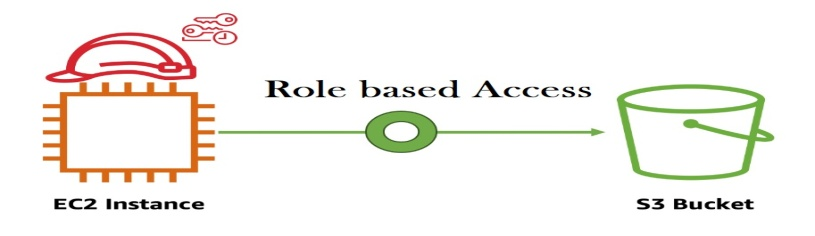 Role based Access
EC2 Instance
S3 Bucket